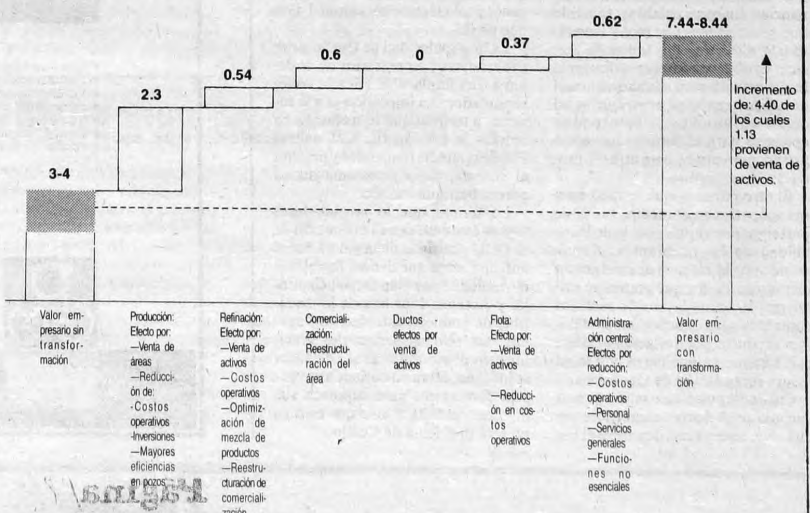 3-4
2.3
0.54
0.6
0
0.37
0.62
7.44-8.44
Incremento
de: 4.40 de
los cuales
1.13
provienen
de venta de
activos.
Valor em-
presario sin
transfor-
mación
Producción:
Efecto por:
—Venta de
áreas
—Reducci-
ón de:
-Costos
operativos
-Inversiones
—Mayores
eficiencias
en pozos
Refinación:
Efecto por:
—Venta de
activos
—Costos
operativos
—Optimiz-
ación de
mezcla de
productos
—Reestru-
cturación de
comerciali-
zación
Comerciali-
zación:
Reestructu-
ración del
área
Ductos -
efectos por
venta de
activos
Flota:
Efecto por:
—Venta de
activos
—Reducci-
ón en cos-
tos
operativos
Administra-
ción central:
Efectos por
reducción:
—Costos
operativos
—Personal
—Servicios
generales
—Funcio-
nes no
esenciales
Valor em-
presario
con
transforma-
ción
Página/